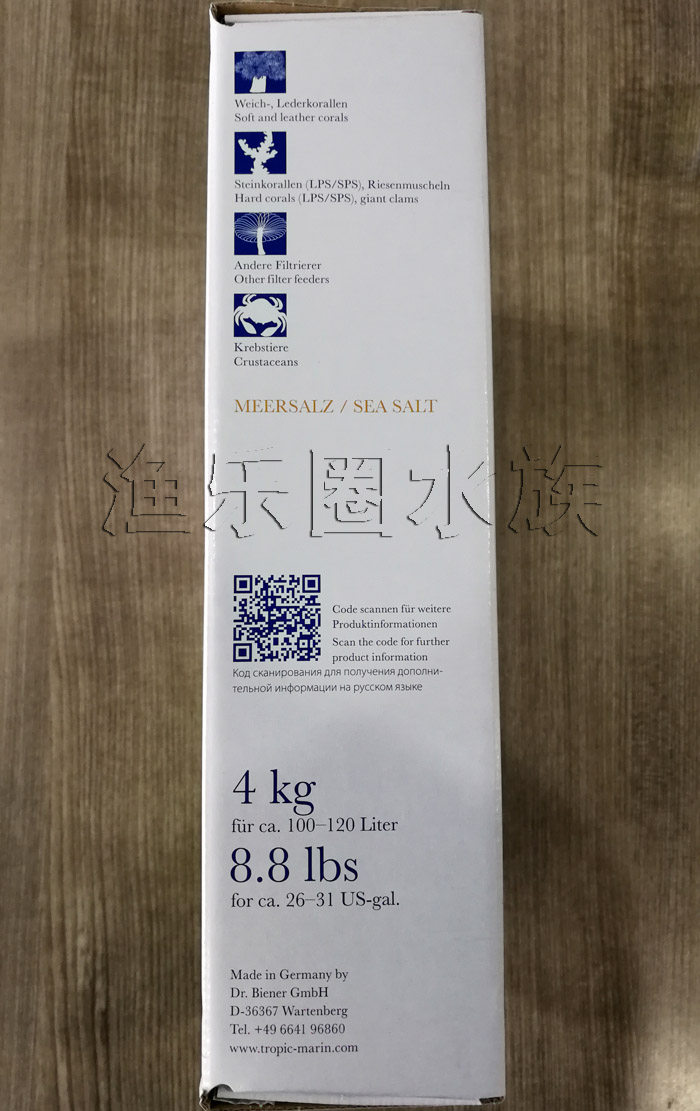 Weich-, Lederkorallen
Soft and leather corals
Steinkorallen (LPS/SPS), Riesenmuscheln
Hard corals (LPS/SPS), giant clams
Andere Filtrierer
Other filter feeders
Krebstiere
Crustaceans
MEERSALZ / SEA SALT
渔乐圈水族
Code scannen für weitere
Produktinformationen
Scan the code for further
product information
Код сканирования для получения дополни-
тельной информации на русском языке
4 kg
für ca. 100–120 Liter
8.8 lbs
for ca. 26–31 US-gal.
Made in Germany by
Dr. Biener GmbH
D-36367 Wartenberg
Tel. +49 6641 96860
www.tropic-marin.com